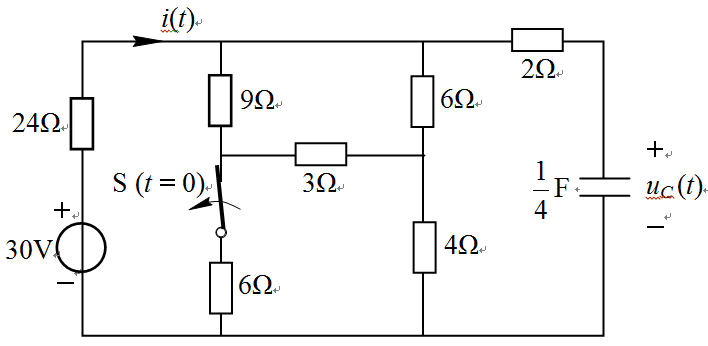 i(t)
24Ω
9Ω
6Ω
2Ω
S (t = 0)
3Ω
1/4 F
+
u_C(t)
−
+
30V
−
6Ω
4Ω